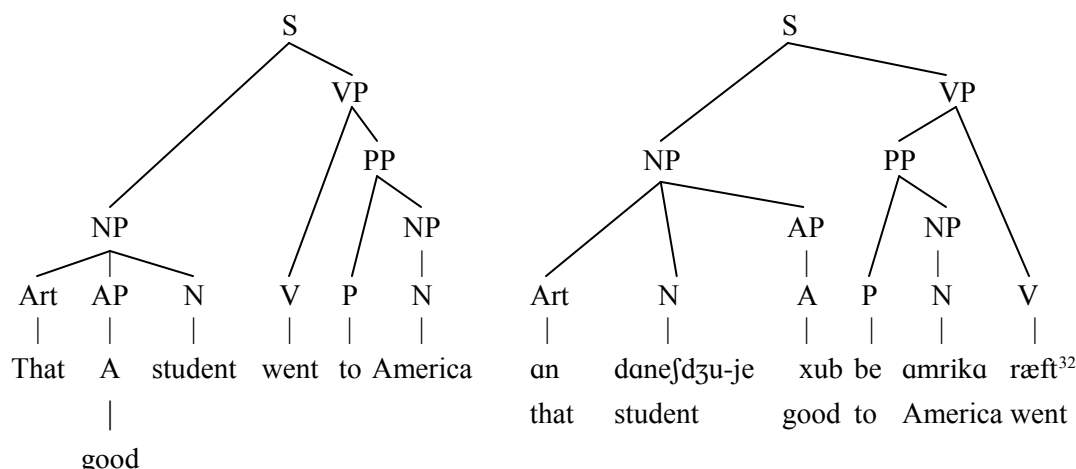 S S
VP VP
NP PP
PP
NP NP AP NP
Art AP N V P N Art N A P N V
That A student went to America ɑn dɑneʃdʒu-je xub be ɑmrikɑ ræft³²
that student good to America went
good